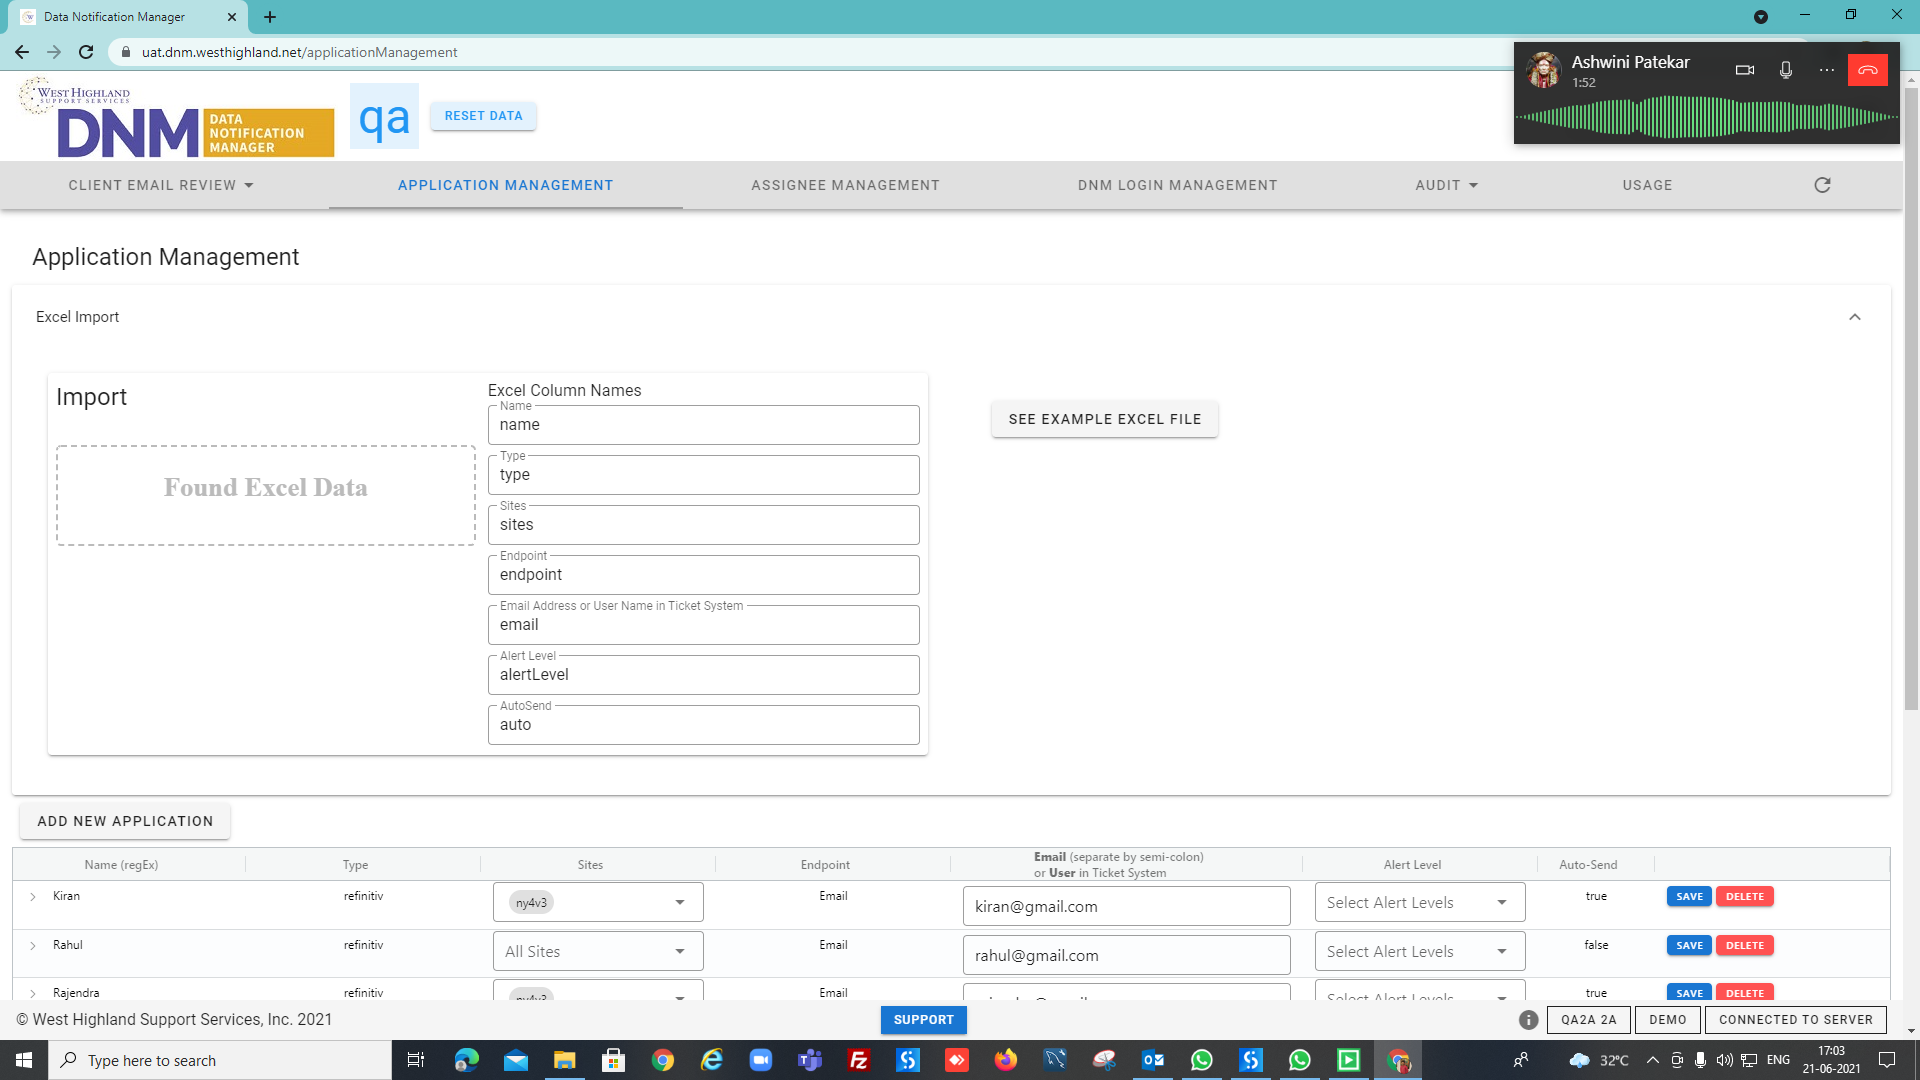 Data Notification Manager
uat.dnm.westhighland.net/applicationManagement
Ashwini Patekar
1:52
WEST HIGHLAND
SUPPORT SERVICES
DNM DATA NOTIFICATION MANAGER
qa
RESET DATA
CLIENT EMAIL REVIEW APPLICATION MANAGEMENT ASSIGNEE MANAGEMENT DNM LOGIN MANAGEMENT AUDIT USAGE
Application Management
Excel Import
Import
Found Excel Data
Excel Column Names
Name
name
Type
type
Sites
sites
Endpoint
endpoint
Email Address or User Name in Ticket System
email
Alert Level
alertLevel
AutoSend
auto
SEE EXAMPLE EXCEL FILE
ADD NEW APPLICATION
Name (regEx) Type Sites Endpoint Email (separate by semi-colon) or User in Ticket System Alert Level Auto-Send
Kiran refinitiv ny4v3 Email kiran@gmail.com Select Alert Levels true SAVE DELETE
Rahul refinitiv All Sites Email rahul@gmail.com Select Alert Levels false SAVE DELETE
Rajendra refinitiv ny4v3 Email Select Alert Levels true SAVE DELETE
© West Highland Support Services, Inc. 2021
SUPPORT
QA2A 2A DEMO CONNECTED TO SERVER
Type here to search
32°C
ENG
17:03
21-06-2021